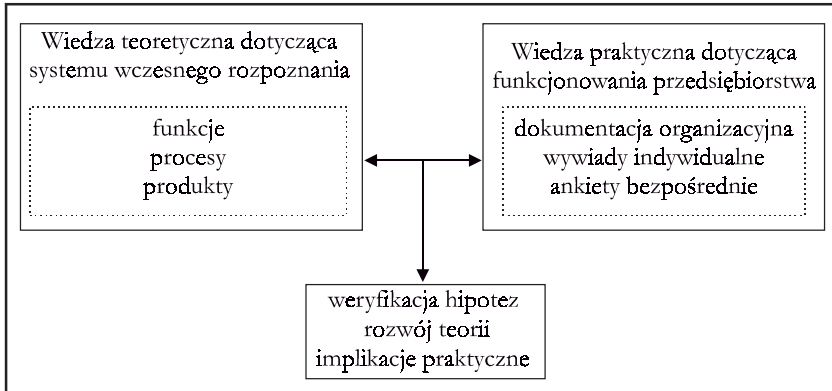 Wiedza teoretyczna dotycząca
systemu wczesnego rozpoznania
funkcje
procesy
produkty
Wiedza praktyczna dotycząca
funkcjonowania przedsiębiorstwa
dokumentacja organizacyjna
wywiady indywidualne
ankiety bezpośrednie
weryfikacja hipotez
rozwój teorii
implikacje praktyczne